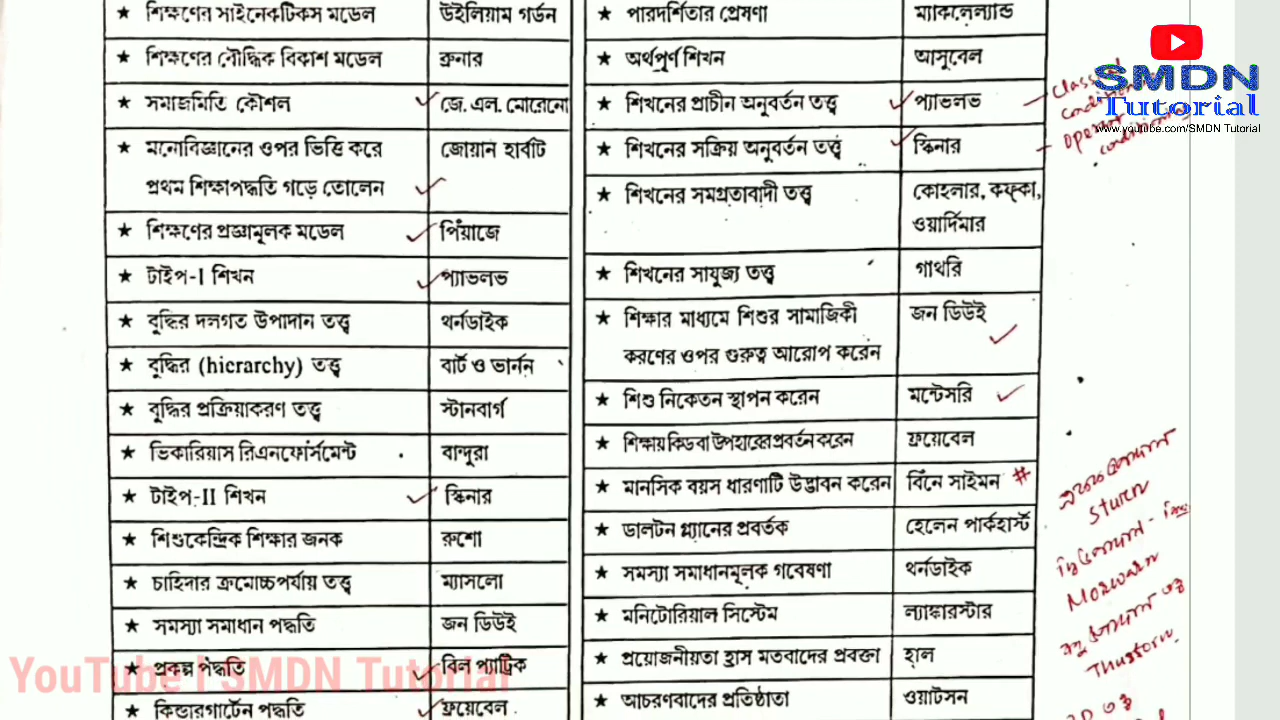 ★ শিক্ষণের সাইনেকটিকস মডেল উইলিয়াম গর্ডন
★ শিক্ষণের বৌদ্ধিক বিকাশ মডেল ব্রুনার
★ সমাজমিতি কৌশল জে. এল. মোরেনো
★ মনোবিজ্ঞানের ওপর ভিত্তি করে জোয়ান হার্বার্ট
প্রথম শিক্ষাপদ্ধতি গড়ে তোলেন
★ শিক্ষণের প্রজ্ঞামূলক মডেল পিঁয়াজে
★ টাইপ-I শিখন প্যাভলভ
★ বুদ্ধির দলগত উপাদান তত্ত্ব থর্নডাইক
★ বুদ্ধির (hierarchy) তত্ত্ব বার্ট ও ভার্নন
★ বুদ্ধির প্রক্রিয়াকরণ তত্ত্ব স্টানবার্গ
★ ভিকারিয়াস রিএনফোর্সমেন্ট বান্দুরা
★ টাইপ-II শিখন স্কিনার
★ শিশুকেন্দ্রিক শিক্ষার জনক রুশো
★ চাহিদার ক্রমোচ্চপর্যায় তত্ত্ব ম্যাসলো
★ সমস্যা সমাধান পদ্ধতি জন ডিউই
★ প্রকল্প পদ্ধতি বিল প্যাট্রিক
★ কিন্ডারগার্টেন পদ্ধতি ফ্রয়েবেল
★ পারদর্শিতার প্রেষণা ম্যাকলেল্যান্ড
★ অর্থপূর্ণ শিখন আসুবেল
★ শিখনের প্রাচীন অনুবর্তন তত্ত্ব প্যাভলভ
★ শিখনের সক্রিয় অনুবর্তন তত্ত্ব স্কিনার
★ শিখনের সমগ্রতাবাদী তত্ত্ব কোহলার, কফ্‌কা,
ওয়ার্দিমার
★ শিখনের সাযুজ্য তত্ত্ব গাথরি
★ শিক্ষার মাধ্যমে শিশুর সামাজিকী জন ডিউই
করণের ওপর গুরুত্ব আরোপ করেন
★ শিশু নিকেতন স্থাপন করেন মন্টেসরি
★ শিক্ষায় কিডবা উপহারের প্রবর্তন করেন ফ্রয়েবেল
★ মানসিক বয়স ধারণাটি উদ্ভাবন করেন বিঁনে সাইমন #
★ ডালটন প্ল্যানের প্রবর্তক হেলেন পার্কহার্স্ট
★ সমস্যা সমাধানমূলক গবেষণা থর্নডাইক
★ মনিটোরিয়াল সিস্টেম ল্যাঙ্কারস্টার
★ প্রয়োজনীয়তা হ্রাস মতবাদের প্রবক্তা হাল
★ আচরণবাদের প্রতিষ্ঠাতা ওয়াটসন
condition
Operant
SMDN
Tutorial
www.youtube.com/SMDN Tutorial
YouTube | SMDN Tutorial